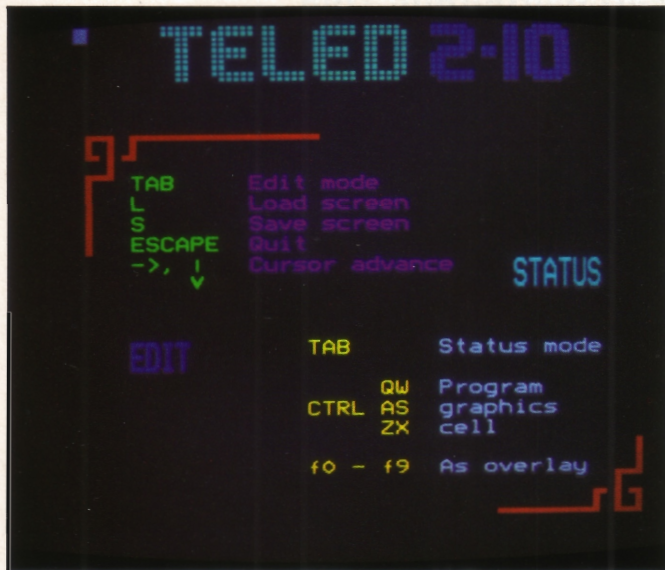 TELED 2·10
TAB Edit mode
L Load screen
S Save screen
ESCAPE Quit
->, | v Cursor advance
STATUS
EDIT
TAB Status mode
QW Program
CTRL AS graphics
ZX cell
f0 - f9 As overlay